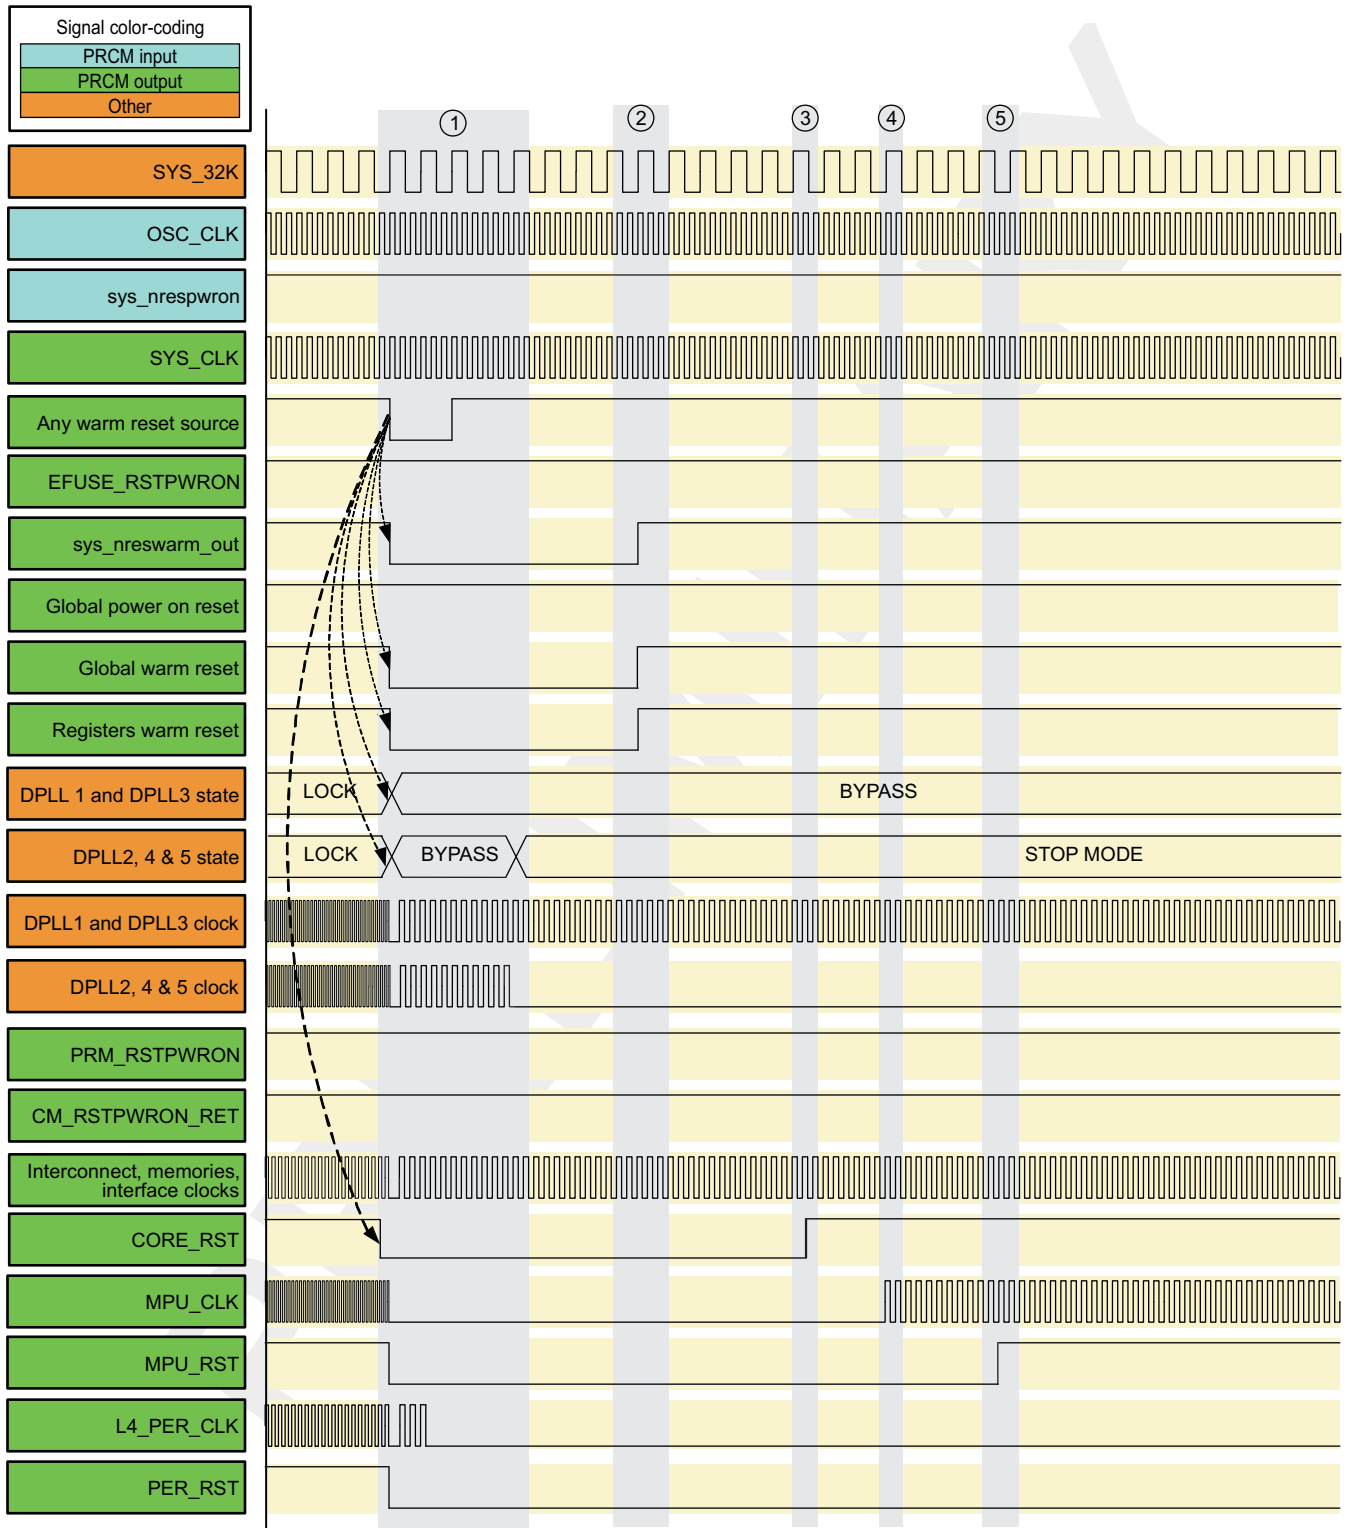 Signal color-coding
PRCM input
PRCM output
Other
1 2 3 4 5
SYS_32K
OSC_CLK
sys_nrespwron
SYS_CLK
Any warm reset source
EFUSE_RSTPWRON
sys_nreswarm_out
Global power on reset
Global warm reset
Registers warm reset
DPLL 1 and DPLL3 state
LOCK BYPASS
DPLL2, 4 & 5 state
LOCK BYPASS STOP MODE
DPLL1 and DPLL3 clock
DPLL2, 4 & 5 clock
PRM_RSTPWRON
CM_RSTPWRON_RET
Interconnect, memories,
interface clocks
CORE_RST
MPU_CLK
MPU_RST
L4_PER_CLK
PER_RST